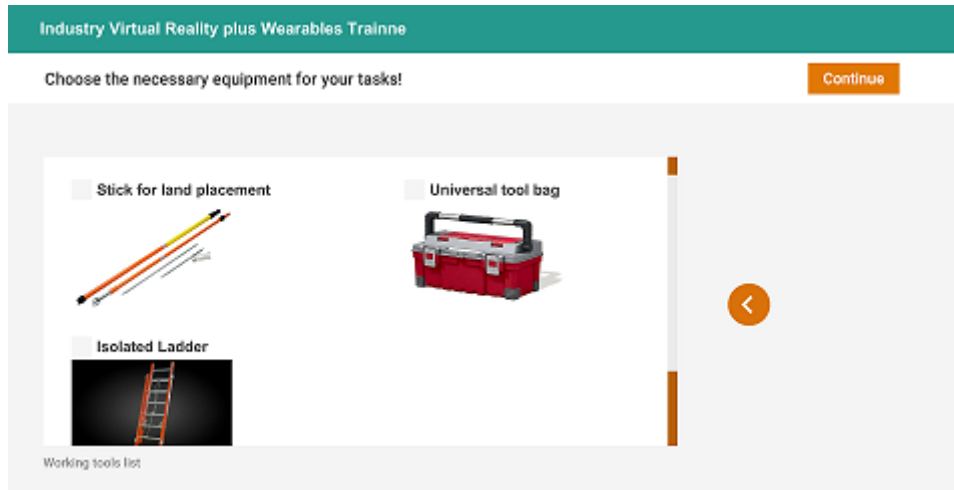 Industry Virtual Reality plus Wearables Trainne
Choose the necessary equipment for your tasks!
Continue
Stick for land placement
Universal tool bag
Isolated Ladder
Working tools list